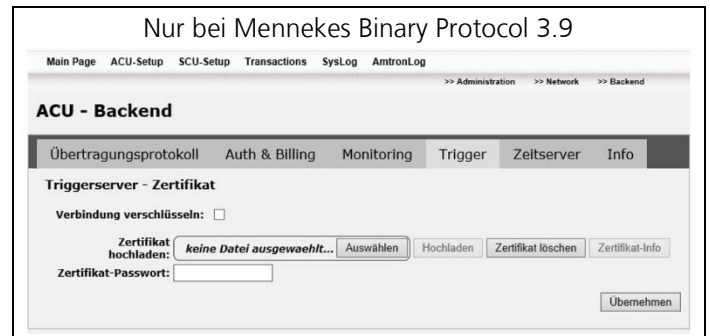 Nur bei Mennekes Binary Protocol 3.9
Main Page ACU-Setup SCU-Setup Transactions SysLog AmtronLog
>> Administration >> Network >> Backend
ACU - Backend
Übertragungsprotokoll Auth & Billing Monitoring Trigger Zeitserver Info
Triggerserver - Zertifikat
Verbindung verschlüsseln:
Zertifikat
hochladen: keine Datei ausgewaehlt... Auswählen Hochladen Zertifikat löschen Zertifikat-Info
Zertifikat-Passwort:
Übernehmen